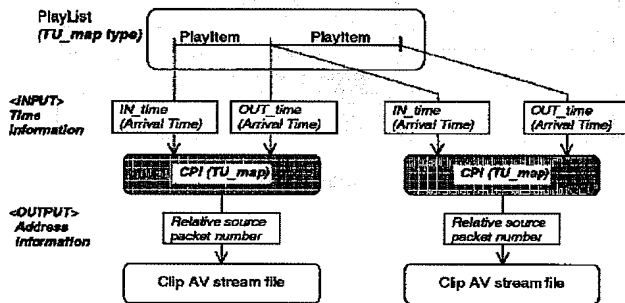 PlayList
(TU_map type)
PlayItem PlayItem
<INPUT>
Time
Information
IN_time
(Arrival Time)
OUT_time
(Arrival Time)
IN_time
(Arrival Time)
OUT_time
(Arrival Time)
CPI (TU_map)
CPI (TU_map)
<OUTPUT>
Address
Information
Relative source
packet number
Relative source
packet number
Clip AV stream file
Clip AV stream file